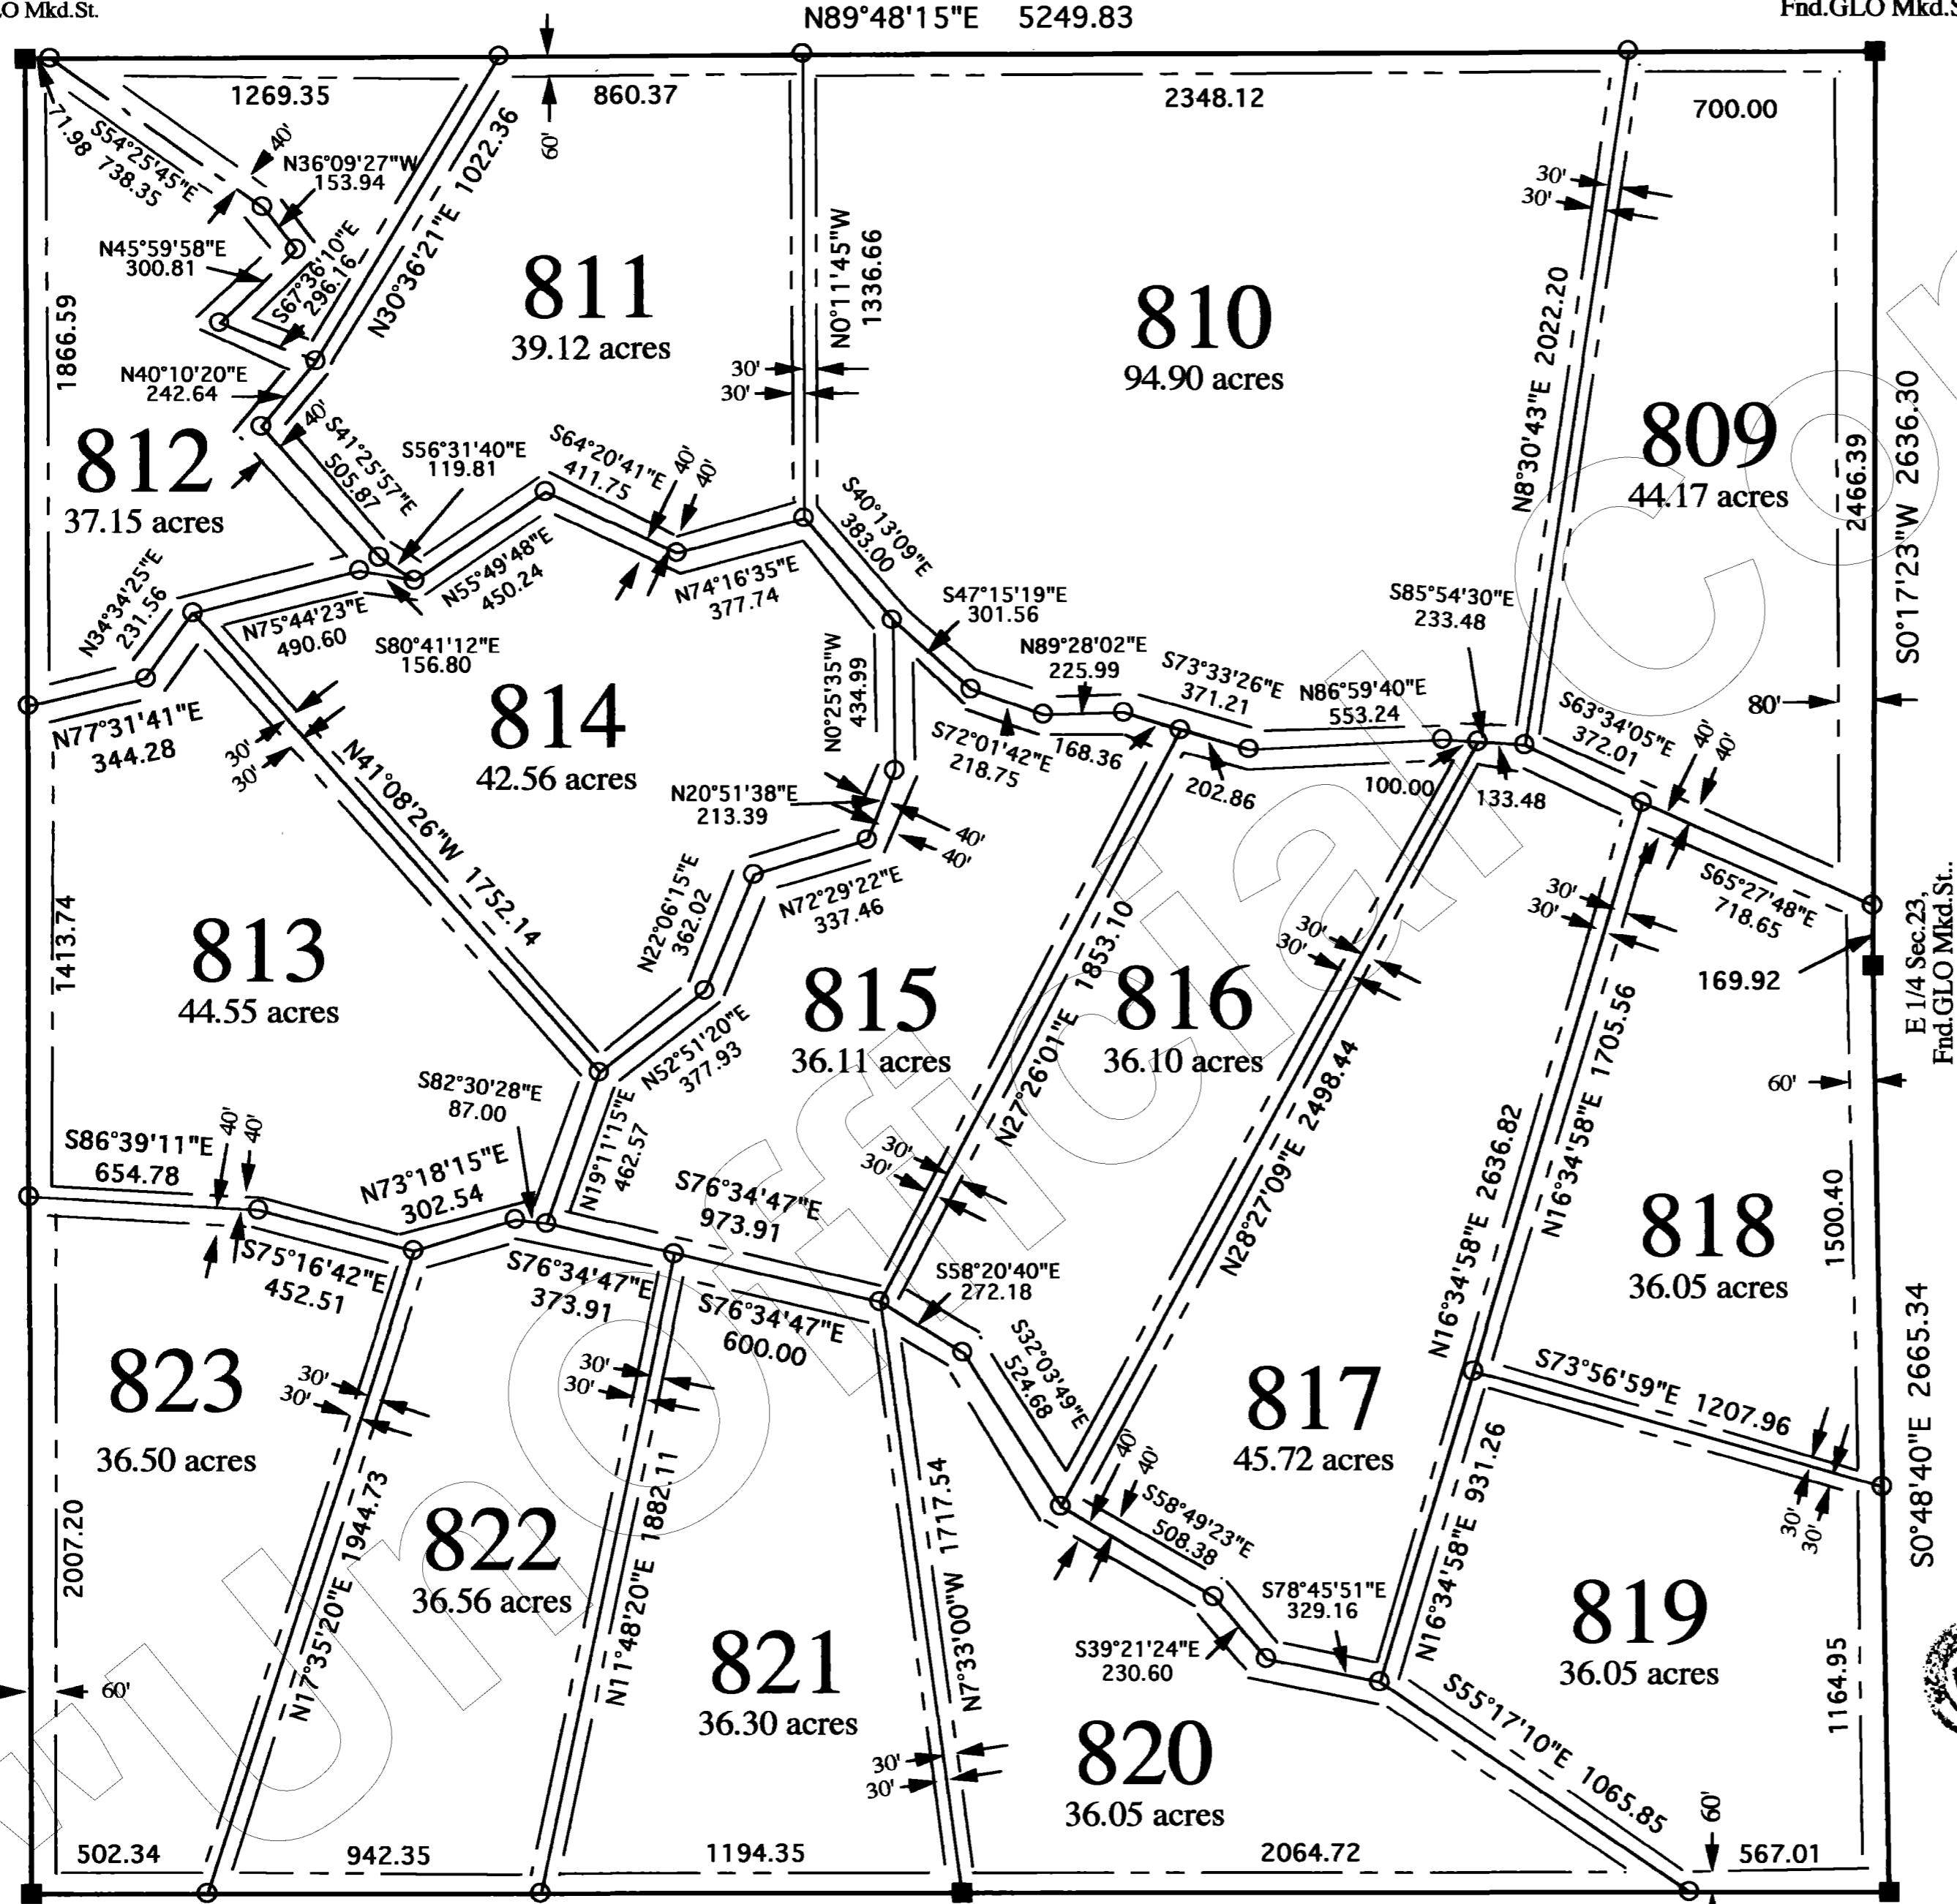 O Mkd.St.
N89°48'15"E 5249.83
Fnd.GLO Mkd.S
1269.35
860.37
2348.12
700.00
71.98
S54°25'45"E
738.35
40'
60'
N36°09'27"W
153.94
N30°36'21"E 1022.36
N45°59'58"E
300.81
S67°36'10"E
296.16
1866.59
811
39.12 acres
N0°11'45"W
1336.66
30'
30'
810
94.90 acres
30'
30'
N8°30'43"E 2022.20
809
44.17 acres
2466.39
S0°17'23"W 2636.30
N40°10'20"E
242.64
812
37.15 acres
40'
S41°25'57"E
505.87
S56°31'40"E
119.81
S64°20'41"E
411.75
40'
40'
S40°13'09"E
383.00
N34°34'25"E
231.56
N75°44'23"E
490.60
S80°41'12"E
156.80
N55°49'48"E
450.24
N74°16'35"E
377.74
S47°15'19"E
301.56
N89°28'02"E
225.99
S73°33'26"E
371.21
S85°54'30"E
233.48
N86°59'40"E
553.24
S63°34'05"E
372.01
80'
40'
40'
N77°31'41"E
344.28
30'
30'
814
42.56 acres
N0°25'35"W
434.99
S72°01'42"E
218.75
168.36
202.86
100.00
133.48
N41°08'26"W 1752.14
N20°51'38"E
213.39
40'
40'
N22°06'15"E
362.02
N72°29'22"E
337.46
S65°27'48"E
718.65
169.92
E 1/4 Sec.23,
Fnd.GLO Mkd.St..
30'
30'
1413.74
813
44.55 acres
815
36.11 acres
N27°26'01"E 1853.10
816
36.10 acres
30'
30'
N16°34'58"E 1705.56
60'
S82°30'28"E
87.00
N52°51'20"E
377.93
N19°11'15"E
462.57
S86°39'11"E
654.78
40'
40'
N73°18'15"E
302.54
S76°34'47"E
973.91
30'
30'
N28°27'09"E 2498.44
N16°34'58"E 2636.82
818
36.05 acres
1500.40
S75°16'42"E
452.51
S76°34'47"E
373.91
S76°34'47"E
600.00
S58°20'40"E
272.18
S32°03'49"E
524.68
S73°56'59"E 1207.96
S0°48'40"E 2665.34
823
36.50 acres
30'
30'
30'
30'
817
45.72 acres
30'
30'
2007.20
N17°35'20"E 1944.73
822
36.56 acres
N11°48'20"E 1882.11
N7°33'00"W 1717.54
40'
40'
S58°49'23"E
508.38
N16°34'58"E 931.26
S78°45'51"E
329.16
S39°21'24"E
230.60
819
36.05 acres
1164.95
60'
821
36.30 acres
30'
30'
820
36.05 acres
S55°17'10"E 1065.85
60'
502.34
942.35
1194.35
2064.72
567.01
Unofficial Co